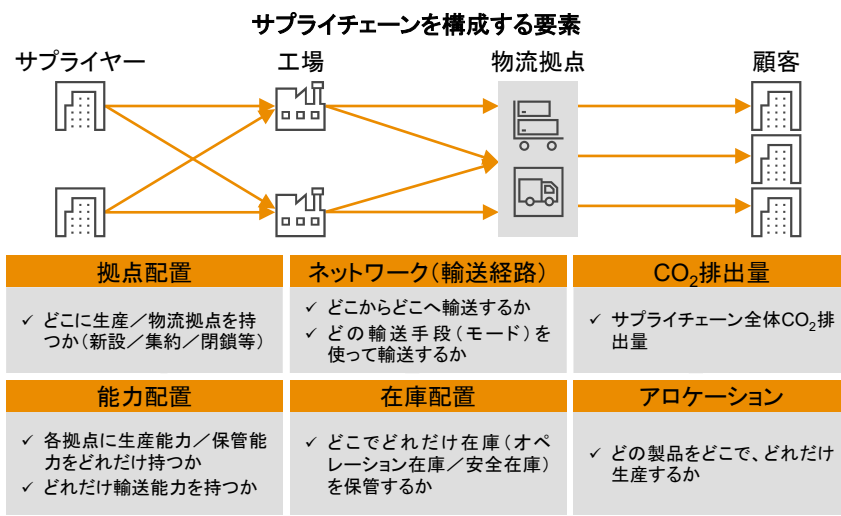 サプライチェーンを構成する要素
サプライヤー
工場
物流拠点
顧客
拠点配置
✓ どこに生産／物流拠点を持
つか（新設／集約／閉鎖等）
ネットワーク（輸送経路）
✓ どこからどこへ輸送するか
✓ どの輸送手段（モード）を
使って輸送するか
CO₂排出量
✓ サプライチェーン全体CO₂排
出量
能力配置
✓ 各拠点に生産能力／保管能
力をどれだけ持つか
✓ どれだけ輸送能力を持つか
在庫配置
✓ どこでどれだけ在庫（オペ
レーション在庫／安全在庫）
を保管するか
アロケーション
✓ どの製品をどこで、どれだけ
生産するか